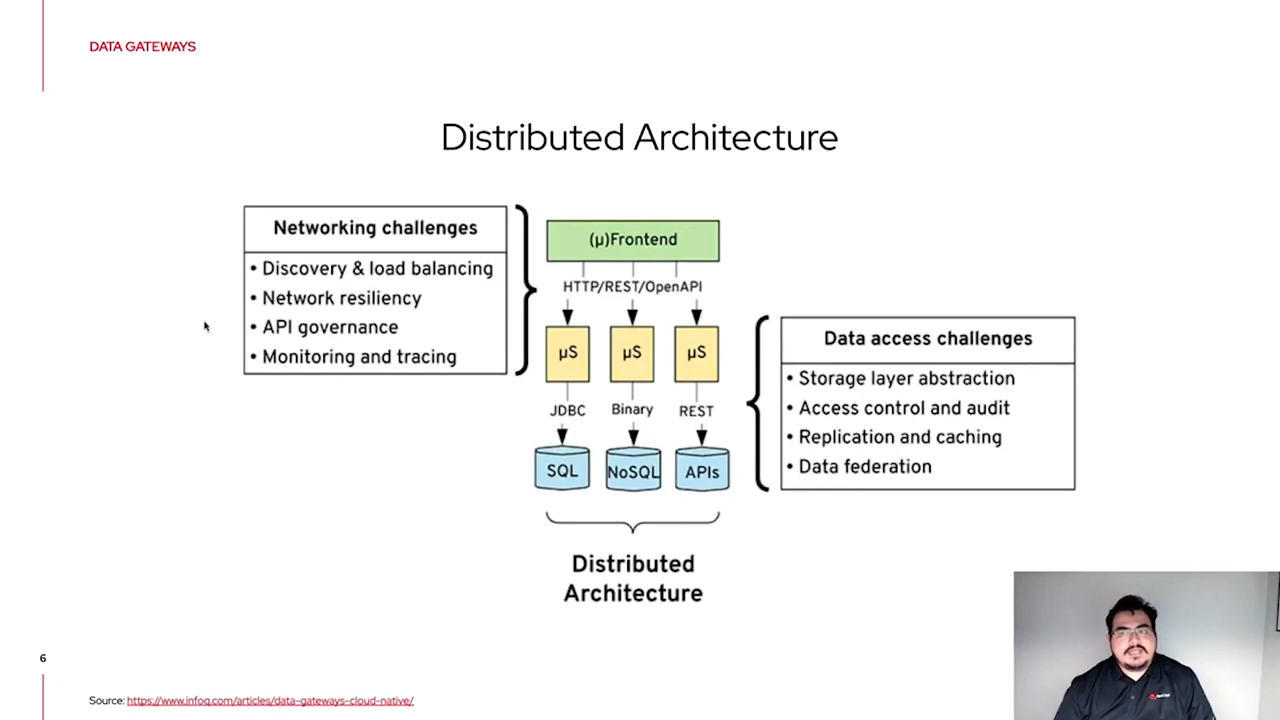 DATA GATEWAYS
Distributed Architecture
Networking challenges
• Discovery & load balancing
• Network resiliency
• API governance
• Monitoring and tracing
(µ)Frontend
HTTP/REST/OpenAPI
µS µS µS
JDBC Binary REST
SQL NoSQL APIs
Data access challenges
• Storage layer abstraction
• Access control and audit
• Replication and caching
• Data federation
Distributed
Architecture
6
Source: https://www.infoq.com/articles/data-gateways-cloud-native/